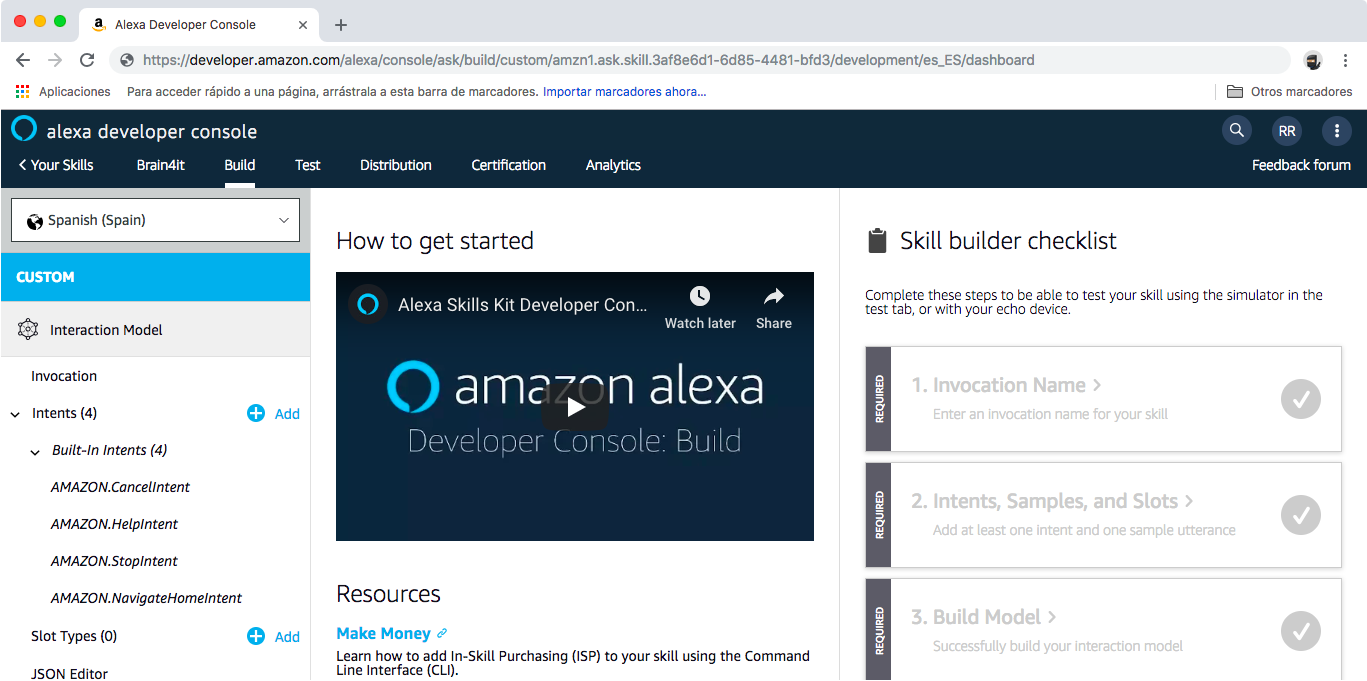 Alexa Developer Console
https://developer.amazon.com/alexa/console/ask/build/custom/amzn1.ask.skill.3af8e6d1-6d85-4481-bfd3/development/es_ES/dashboard
Aplicaciones Para acceder rápido a una página, arrástrala a esta barra de marcadores. Importar marcadores ahora... Otros marcadores
alexa developer console RR
Your Skills Brain4it Build Test Distribution Certification Analytics Feedback forum
Spanish (Spain)
CUSTOM
Interaction Model
Invocation
Intents (4) Add
Built-In Intents (4)
AMAZON.CancelIntent
AMAZON.HelpIntent
AMAZON.StopIntent
AMAZON.NavigateHomeIntent
Slot Types (0) Add
JSON Editor
How to get started
Alexa Skills Kit Developer Con...
Watch later Share
amazon alexa
Developer Console: Build
Resources
Make Money
Learn how to add In-Skill Purchasing (ISP) to your skill using the Command
Line Interface (CLI).
Skill builder checklist
Complete these steps to be able to test your skill using the simulator in the
test tab, or with your echo device.
REQUIRED
1. Invocation Name
Enter an invocation name for your skill
REQUIRED
2. Intents, Samples, and Slots
Add at least one intent and one sample utterance
REQUIRED
3. Build Model
Successfully build your interaction model